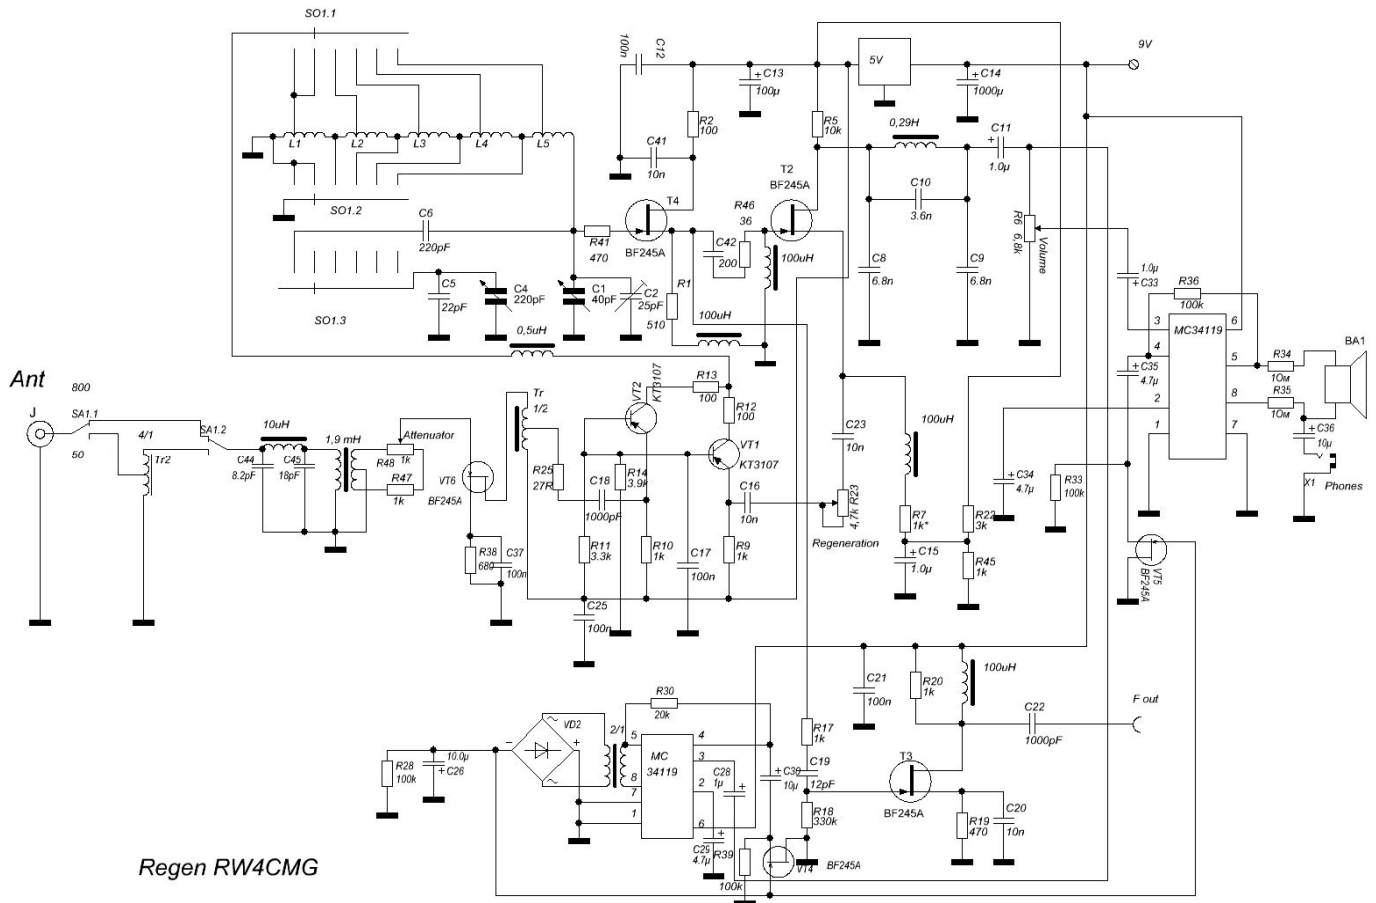 SO1.1
100n
C12
9V
5V
C13
100µ
C14
1000µ
R2
100
R5
10k
0,29H
C11
1.0µ
L1
L2
L3
L4
L5
C41
10n
T2
BF245A
C10
3.6n
SO1.2
T4
BF245A
R46
36
C6
220pF
R41
470
C42
200
100uH
R6
6,8k
Volume
C8
6.8n
C9
6.8n
1.0µ
C33
R36
100k
C5
22pF
C4
220pF
C1
40pF
C2
25pF
R1
510
100uH
SO1.3
0,5uH
3
MC34119
6
4
5
2
8
1
7
C35
4.7µ
R34
1Ом
R35
1Ом
BA1
C36
10µ
X1
Phones
Ant
J
800
SA1.1
50
4/1
Tr2
SA1.2
10uH
C44
8.2pF
C45
18pF
1,9 mH
R48
1k
Attenuator
R47
1k
VT6
BF245A
Tr
1/2
VT2
KT3107
R13
100
R12
100
VT1
KT3107
R25
27R
C18
1000pF
R14
3.9k
C16
10n
C23
10n
4,7k R23
Regeneration
100uH
R7
1k*
R22
3k
C34
4.7µ
R33
100k
R38
680
C37
100n
R11
3.3k
R10
1k
C17
100n
R9
1k
C15
1.0µ
R45
1k
VT5
BF245A
C25
100n
C21
100n
R20
1k
100uH
C22
1000pF
F out
R30
20k
VD2
2/1
5
MC
34119
4
3
8
2
7
1
6
R17
1k
C19
12pF
T3
BF245A
R28
100k
10.0µ
C26
C28
1µ
C30
10µ
R18
330k
R19
470
C20
10n
C29
4.7µ
R39
100k
VT4
BF245A
Regen RW4CMG